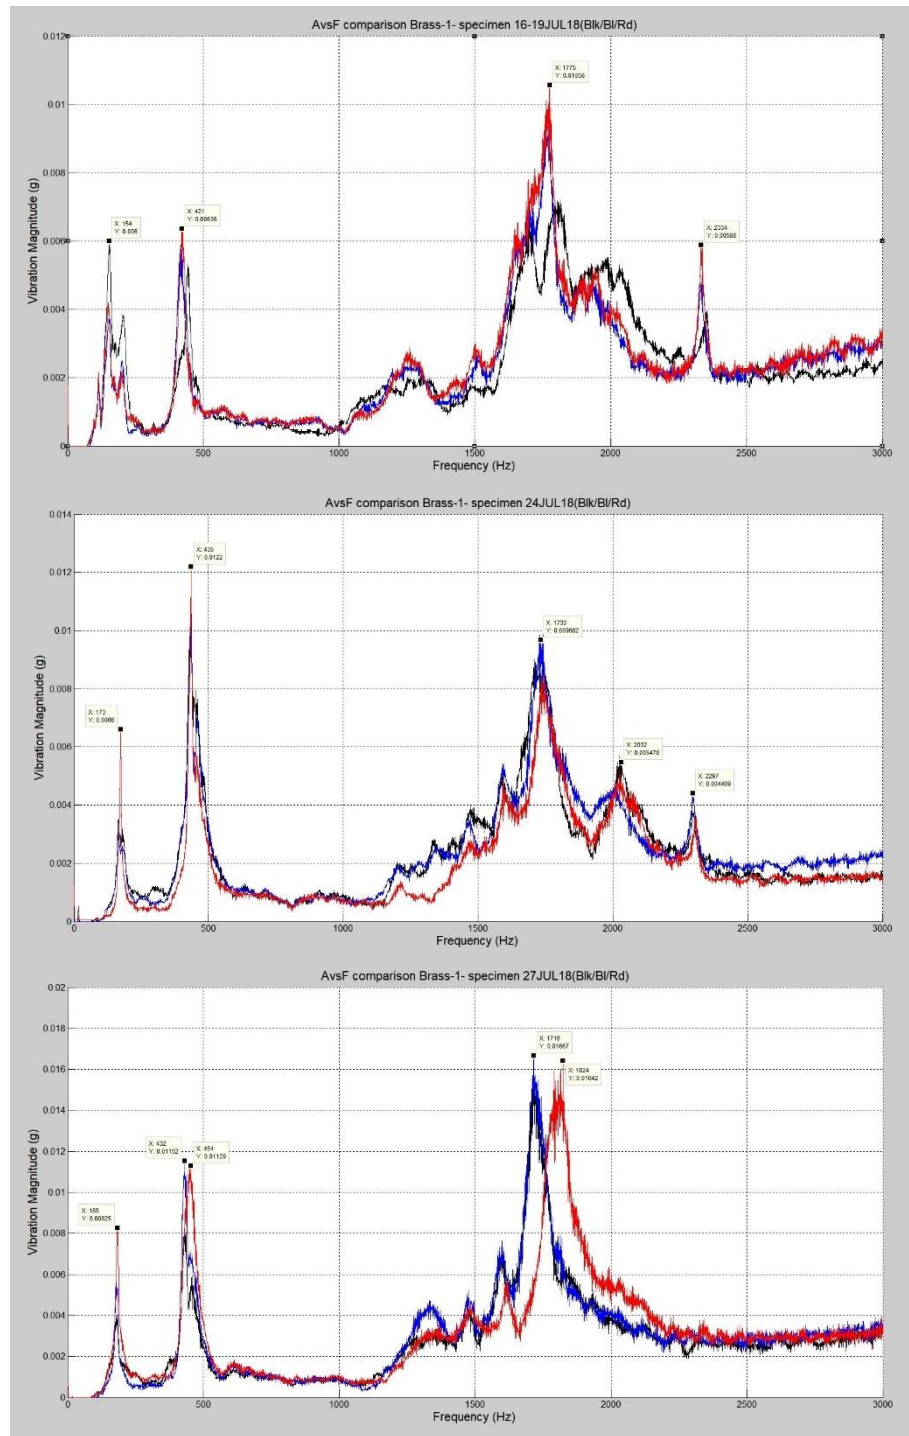 AvsF comparison Brass-1- specimen 16-19JUL18(Blk/Bl/Rd)
0.012
0.01
0.008
0.006
0.004
0.002
0
Vibration Magnitude (g)
X: 154
Y: 0.006
X: 421
Y: 0.00636
X: 1775
Y: 0.01056
X: 2334
Y: 0.00588
0
500
1000
1500
2000
2500
3000
Frequency (Hz)
AvsF comparison Brass-1- specimen 24JUL18(Blk/Bl/Rd)
0.014
0.012
0.01
0.008
0.006
0.004
0.002
0
Vibration Magnitude (g)
X: 173
Y: 0.0066
X: 435
Y: 0.0122
X: 1733
Y: 0.009682
X: 2032
Y: 0.005478
X: 2297
Y: 0.004409
0
500
1000
1500
2000
2500
3000
Frequency (Hz)
AvsF comparison Brass-1- specimen 27JUL18(Blk/Bl/Rd)
0.02
0.018
0.016
0.014
0.012
0.01
0.008
0.006
0.004
0.002
0
Vibration Magnitude (g)
X: 185
Y: 0.00825
X: 432
Y: 0.01152
X: 454
Y: 0.01129
X: 1716
Y: 0.01667
X: 1824
Y: 0.01642
0
500
1000
1500
2000
2500
3000
Frequency (Hz)